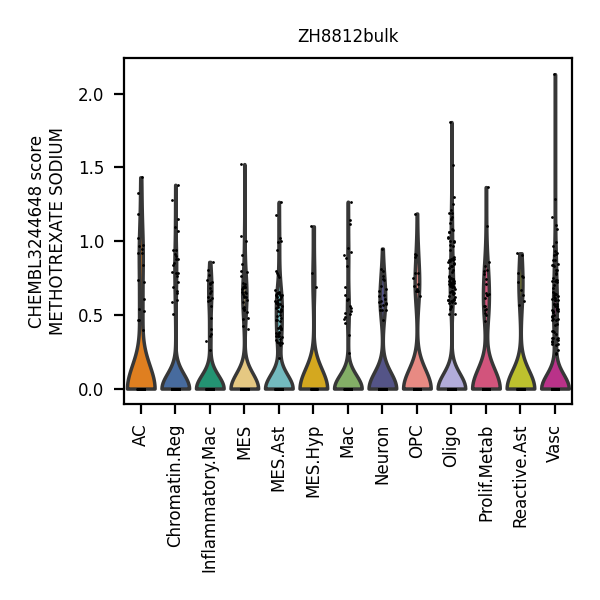 ZH8812bulk
CHEMBL3244648 score
METHOTREXATE SODIUM
2.0
1.5
1.0
0.5
0.0
AC
Chromatin.Reg
Inflammatory.Mac
MES
MES.Ast
MES.Hyp
Mac
Neuron
OPC
Oligo
Prolif.Metab
Reactive.Ast
Vasc